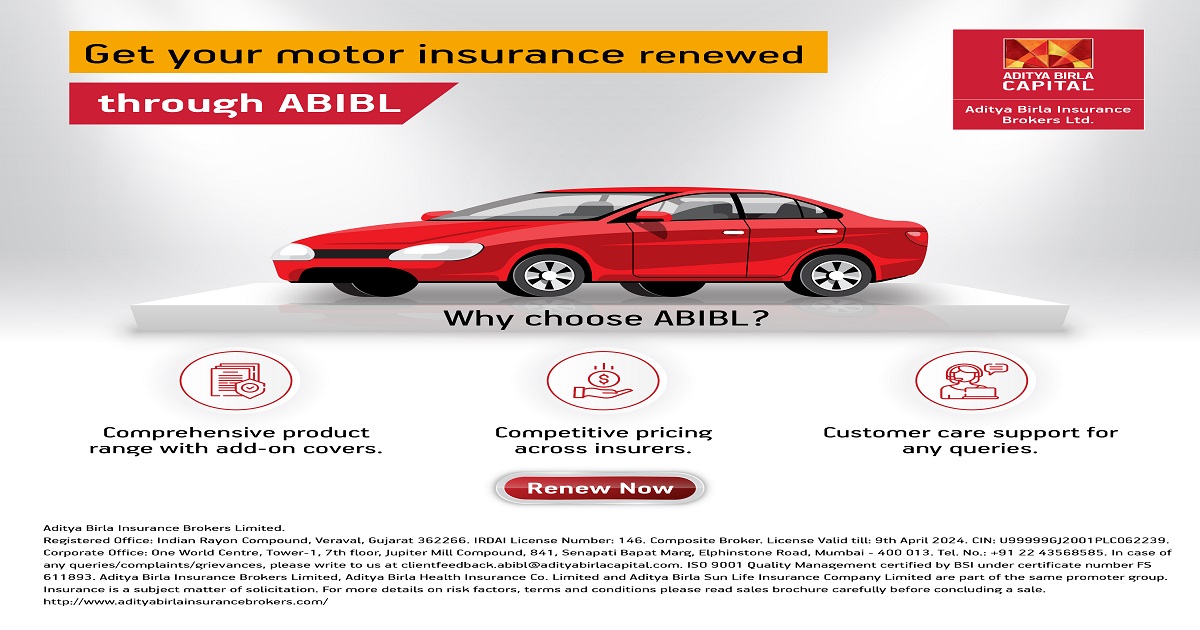 Get your motor insurance renewed
through ABIBL
ADITYA BIRLA
CAPITAL
Aditya Birla Insurance
Brokers Ltd.
Why choose ABIBL?
Comprehensive product
range with add-on covers.
Competitive pricing
across insurers.
Customer care support for
any queries.
Renew Now
Aditya Birla Insurance Brokers Limited.
Registered Office: Indian Rayon Compound, Veraval, Gujarat 362266. IRDAI License Number: 146. Composite Broker. License Valid till: 9th April 2024. CIN: U99999GJ2001PLC062239.
Corporate Office: One World Centre, Tower-1, 7th floor, Jupiter Mill Compound, 841, Senapati Bapat Marg, Elphinstone Road, Mumbai - 400 013. Tel. No.: +91 22 43568585. In case of
any queries/complaints/grievances, please write to us at clientfeedback.abibl@adityabirlacapital.com. ISO 9001 Quality Management certified by BSI under certificate number FS
611893. Aditya Birla Insurance Brokers Limited, Aditya Birla Health Insurance Co. Limited and Aditya Birla Sun Life Insurance Company Limited are part of the same promoter group.
Insurance is a subject matter of solicitation. For more details on risk factors, terms and conditions please read sales brochure carefully before concluding a sale.
http://www.adityabirlainsurancebrokers.com/